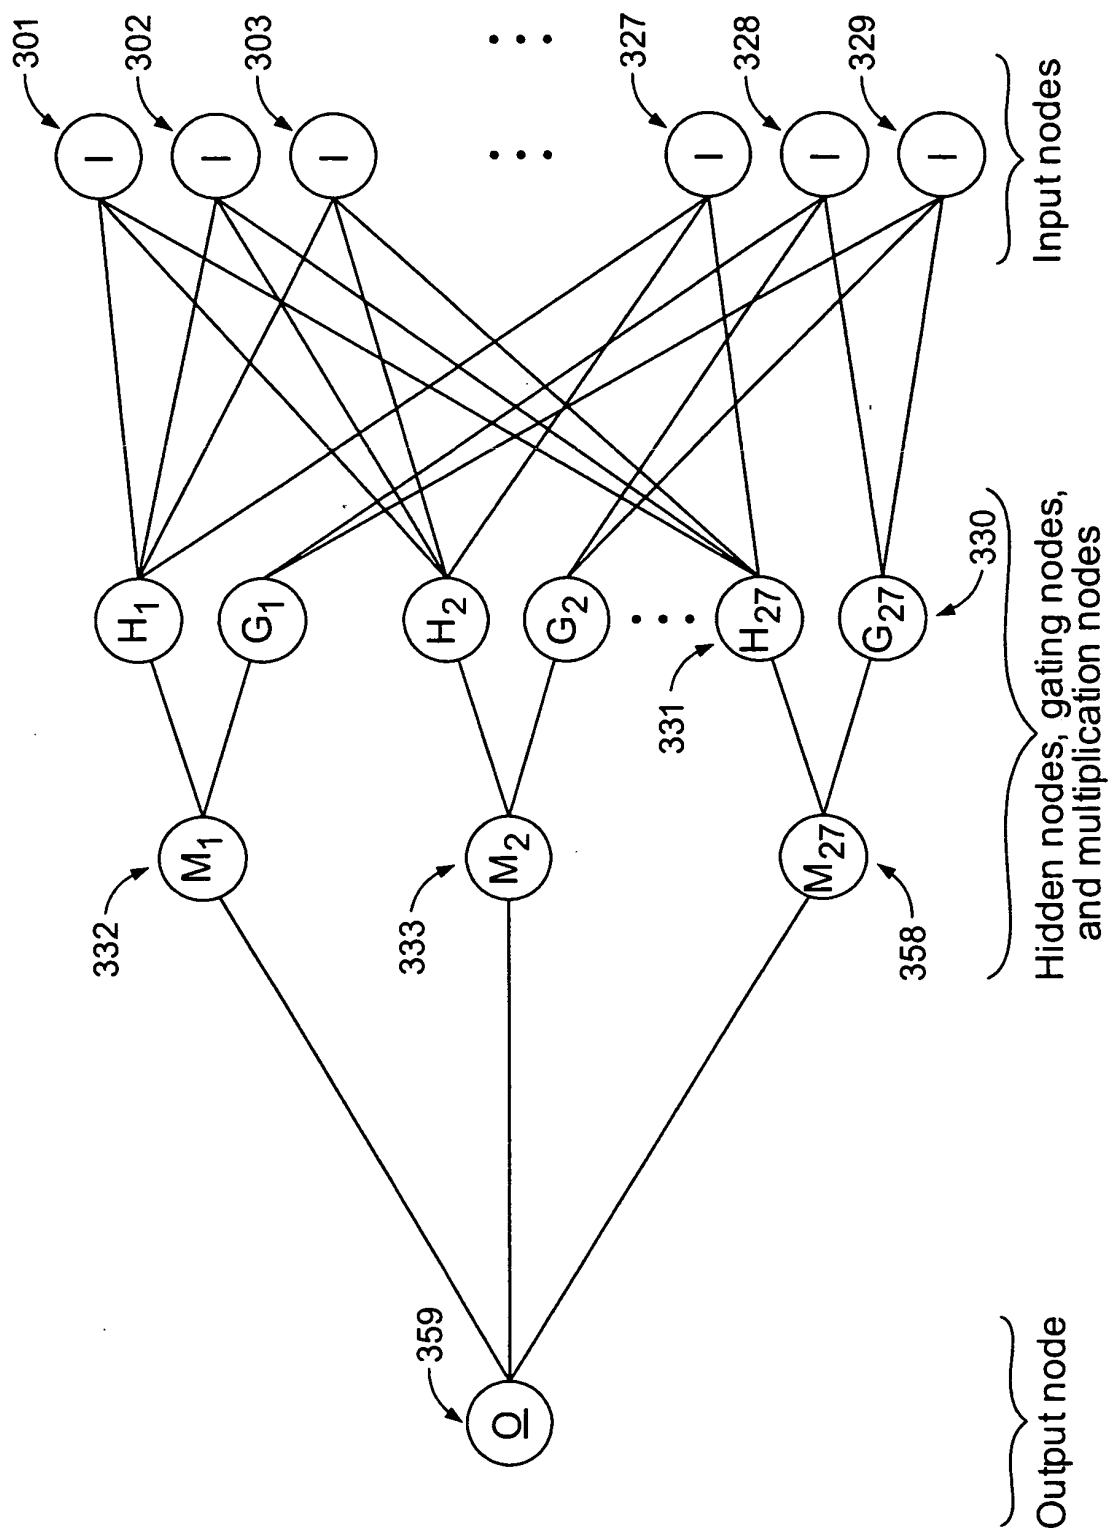 301
302
303
327
328
329
I
I
I
I
I
I
Input nodes
H1
G1
H2
G2
H27
G27
331
330
332
333
358
M1
M2
M27
Hidden nodes, gating nodes,
and multiplication nodes
359
O
Output node